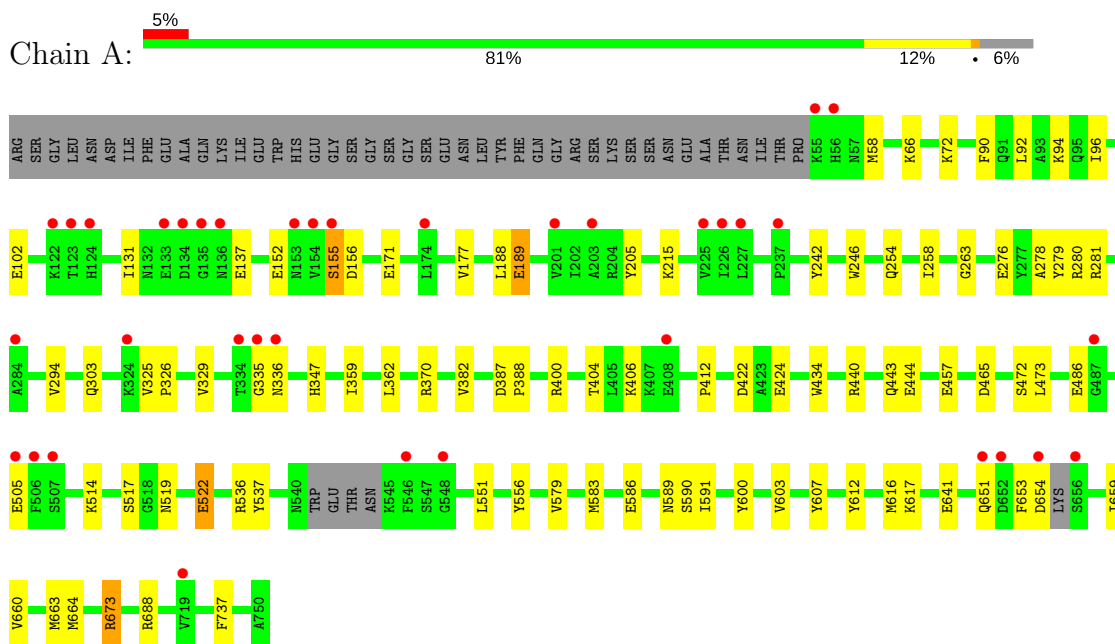 5%
Chain A:
81% 12% • 6%
ARG SER GLY LEU ASN ASP ILE PHE GLU ALA GLN LYS ILE GLU TRP HIS GLU GLY SER GLY SER GLY SER GLU ASN LEU TYR PHE GLN GLY ARG SER LYS SER SER ASN GLU ALA THR ASN ILE THR PRO K55 H56 N57 M58 K66 K72 F90 Q91 L92 A93 K94 Q95 I96
E102 K122 T123 H124 I131 N132 E133 D134 G135 N136 E137 E152 N153 V154 S155 D156 E171 L174 V177 L188 E189 V201 I202 A203 R204 Y205 K215 V225 I226 L227 P237 Y242 W246 Q254 I258 G263 E276 Y277 A278 Y279 R280 R281
A284 V294 Q303 K324 V325 P326 V329 T334 G335 N336 H347 I359 L362 R370 V382 D387 P388 R400 T404 L405 K406 K407 E408 P412 D422 A423 E424 W434 R440 Q443 E444 E457 D465 S472 L473 E486 G487
E505 F506 S507 K514 S517 G518 N519 E522 R536 Y537 N540 TRP GLU THR ASN K545 F546 S547 G548 L551 Y556 V579 M583 E586 N589 S590 I591 Y600 V603 Y607 Y612 M616 K617 E641 Q651 D652 F653 D654 LYS S656 I659
V660 M663 M664 R673 R688 V719 F737 A750